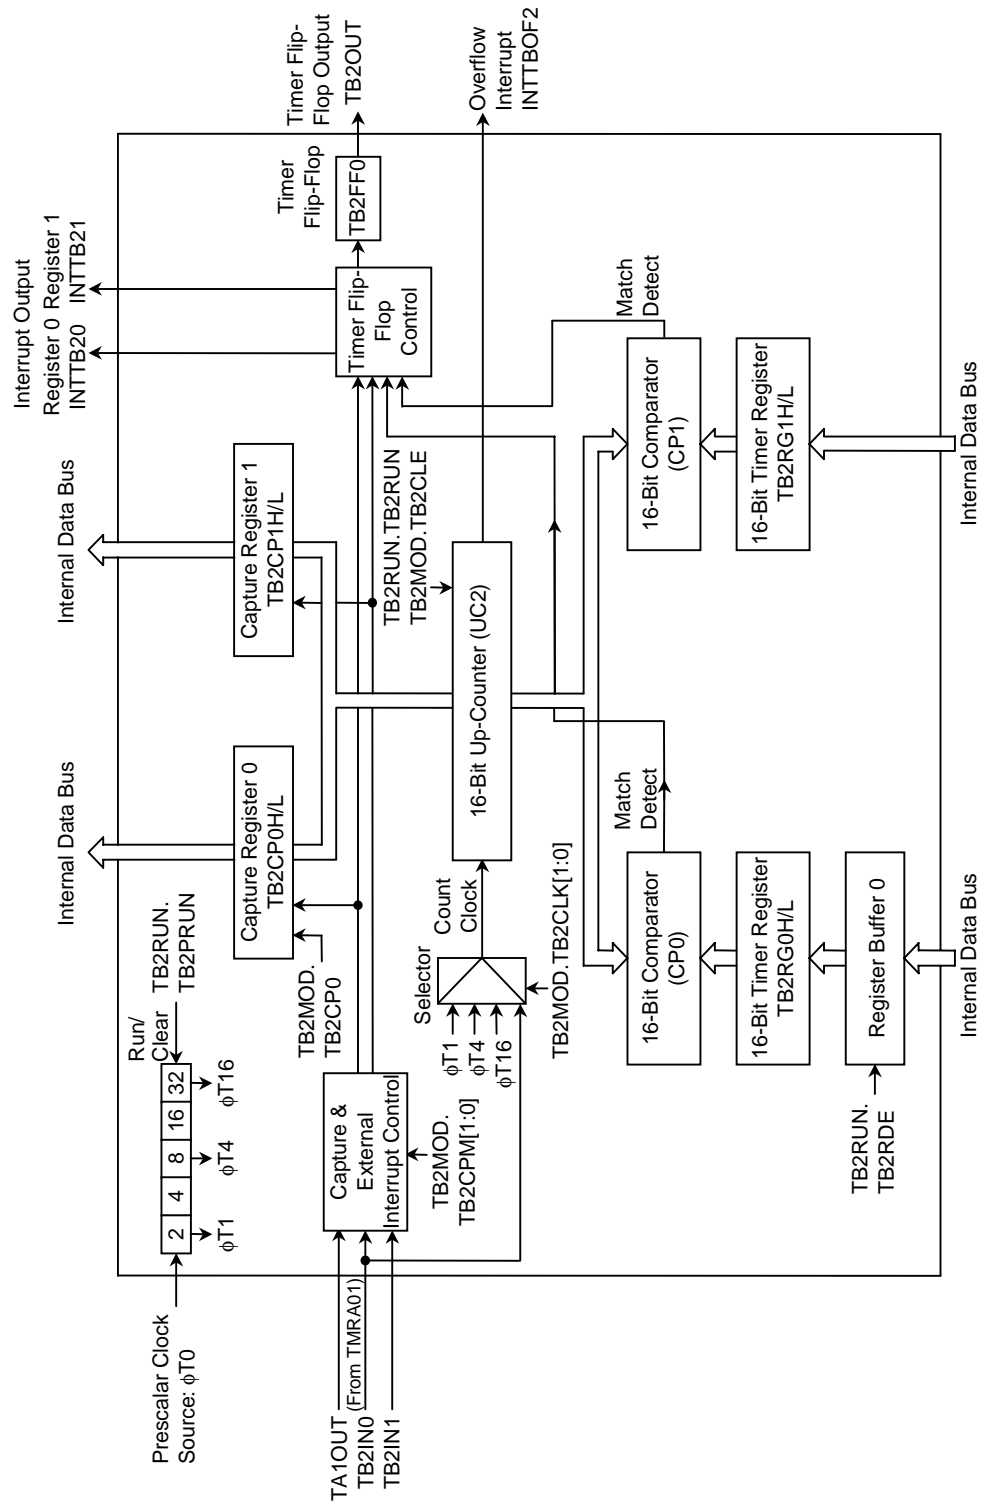 Prescalar Clock
Source: ϕT0
2 4 8 16 32
ϕT1
ϕT4
ϕT16
Run/
Clear
TB2RUN.
TB2PRUN
Internal Data Bus
Internal Data Bus
Interrupt Output
Register 0 Register 1
INTTB20 INTTB21
TA1OUT
(From TMRA01)
TB2IN0
TB2IN1
Capture &
External
Interrupt Control
TB2MOD.
TB2CPM[1:0]
TB2MOD.
TB2CP0
Capture Register 0
TB2CP0H/L
Capture Register 1
TB2CP1H/L
Timer Flip-
Flop
Control
Timer
Flip-Flop
TB2FF0
Timer Flip-
Flop Output
TB2OUT
Selector
ϕT1
ϕT4
ϕT16
TB2MOD.TB2CLK[1:0]
Count
Clock
16-Bit Up-Counter (UC2)
TB2RUN.TB2RUN
TB2MOD.TB2CLE
Overflow
Interrupt
INTTBOF2
16-Bit Comparator
(CP0)
Match
Detect
16-Bit Comparator
(CP1)
Match
Detect
16-Bit Timer Register
TB2RG0H/L
16-Bit Timer Register
TB2RG1H/L
TB2RUN.
TB2RDE
Register Buffer 0
Internal Data Bus
Internal Data Bus